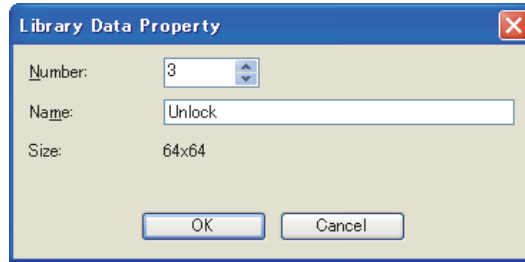 Library Data Property
Number: 3
Name: Unlock
Size: 64x64
OK Cancel